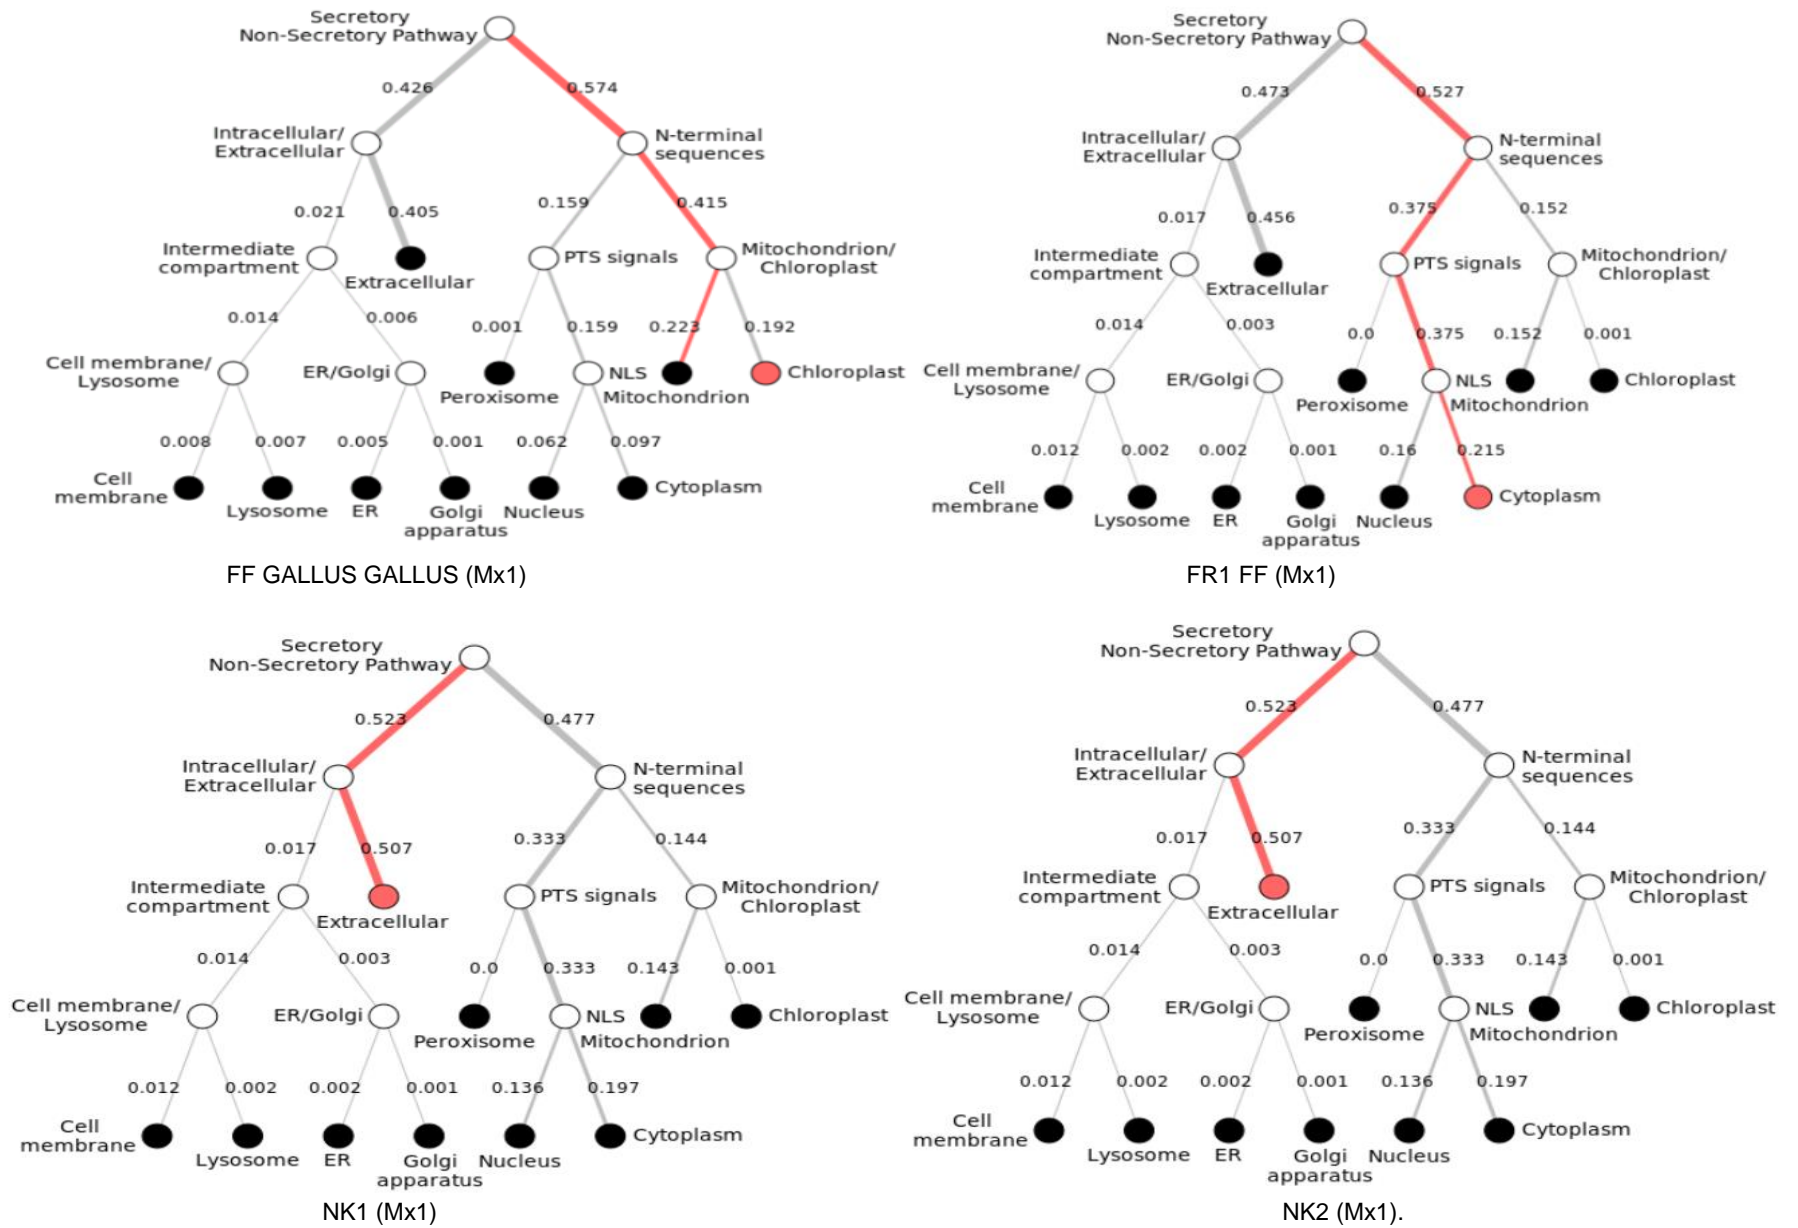 Secretory
Non-Secretory Pathway
0.426
0.574
Intracellular/
Extracellular
N-terminal
sequences
0.021
0.405
0.159
0.415
Intermediate
compartment
Extracellular
PTS signals
Mitochondrion/
Chloroplast
0.014
0.006
0.001
0.159
0.223
0.192
Cell membrane/
Lysosome
ER/Golgi
Peroxisome
NLS
Mitochondrion
Chloroplast
0.008
0.007
0.005
0.001
0.062
0.097
Cell
membrane
Lysosome
ER
Golgi
apparatus
Nucleus
Cytoplasm
FF GALLUS GALLUS (Mx1)
Secretory
Non-Secretory Pathway
0.473
0.527
Intracellular/
Extracellular
N-terminal
sequences
0.017
0.456
0.375
0.152
Intermediate
compartment
Extracellular
PTS signals
Mitochondrion/
Chloroplast
0.014
0.003
0.0
0.375
0.152
0.001
Cell membrane/
Lysosome
ER/Golgi
Peroxisome
NLS
Mitochondrion
Chloroplast
0.012
0.002
0.002
0.001
0.16
0.215
Cell
membrane
Lysosome
ER
Golgi
apparatus
Nucleus
Cytoplasm
FR1 FF (Mx1)
Secretory
Non-Secretory Pathway
0.523
0.477
Intracellular/
Extracellular
N-terminal
sequences
0.017
0.507
0.333
0.144
Intermediate
compartment
Extracellular
PTS signals
Mitochondrion/
Chloroplast
0.014
0.003
0.0
0.333
0.143
0.001
Cell membrane/
Lysosome
ER/Golgi
Peroxisome
NLS
Mitochondrion
Chloroplast
0.012
0.002
0.002
0.001
0.136
0.197
Cell
membrane
Lysosome
ER
Golgi
apparatus
Nucleus
Cytoplasm
NK1 (Mx1)
Secretory
Non-Secretory Pathway
0.523
0.477
Intracellular/
Extracellular
N-terminal
sequences
0.017
0.507
0.333
0.144
Intermediate
compartment
Extracellular
PTS signals
Mitochondrion/
Chloroplast
0.014
0.003
0.0
0.333
0.143
0.001
Cell membrane/
Lysosome
ER/Golgi
Peroxisome
NLS
Mitochondrion
Chloroplast
0.012
0.002
0.002
0.001
0.136
0.197
Cell
membrane
Lysosome
ER
Golgi
apparatus
Nucleus
Cytoplasm
NK2 (Mx1).